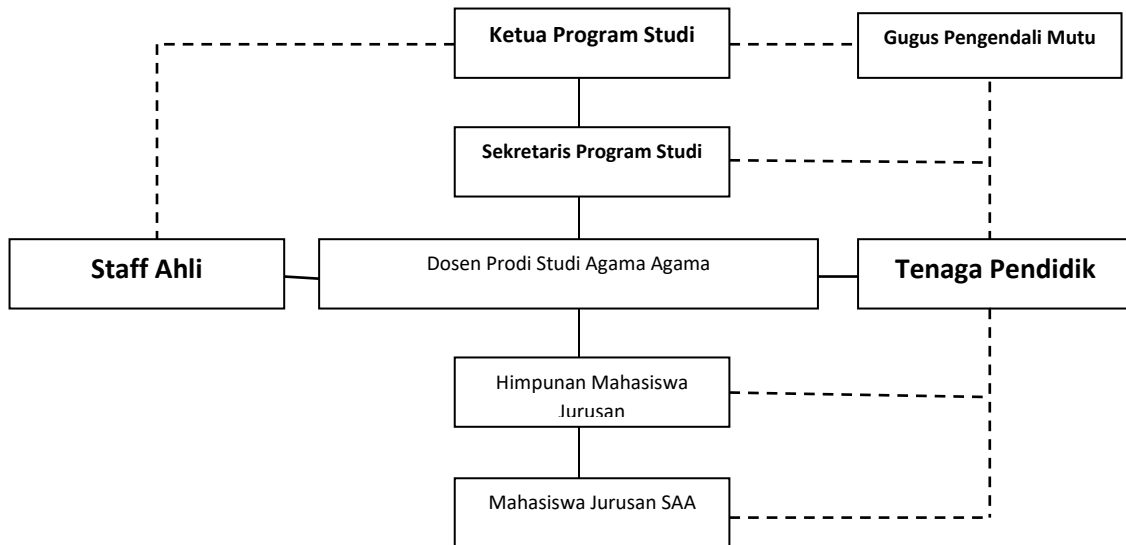 Ketua Program Studi
Gugus Pengendali Mutu
Sekretaris Program Studi
Staff Ahli
Dosen Prodi Studi Agama Agama
Tenaga Pendidik
Himpunan Mahasiswa
Jurusan
Mahasiswa Jurusan SAA